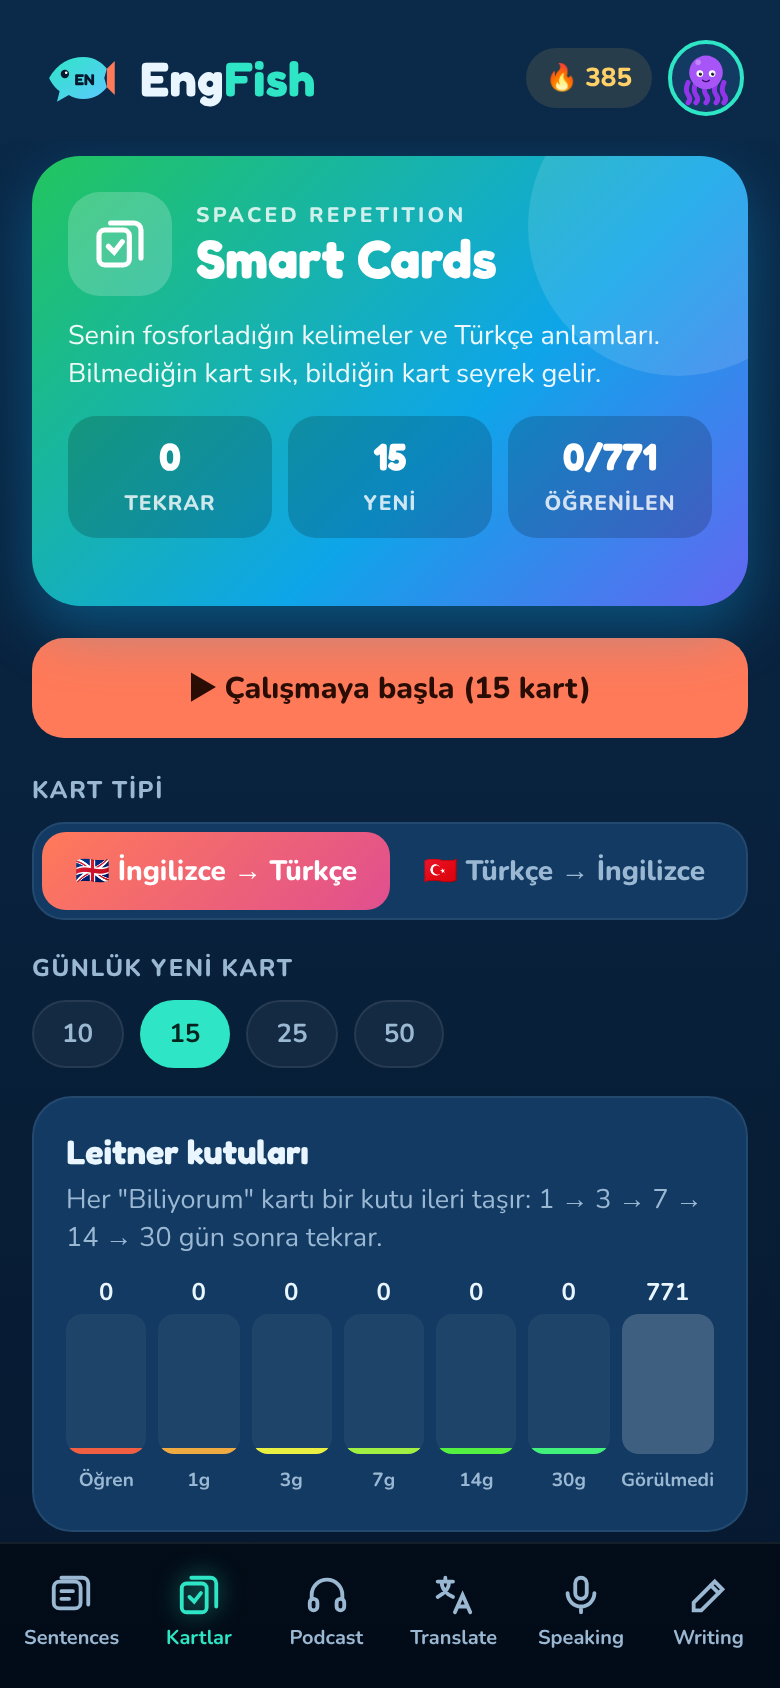 EN
EngFish
🔥 385
SPACED REPETITION
Smart Cards
Senin fosforladığın kelimeler ve Türkçe anlamları.
Bilmediğin kart sık, bildiğin kart seyrek gelir.
0
TEKRAR
15
YENİ
0/771
ÖĞRENİLEN
▶ Çalışmaya başla (15 kart)
KART TİPİ
🇬🇧 İngilizce → Türkçe
🇹🇷 Türkçe → İngilizce
GÜNLÜK YENİ KART
10 15 25 50
Leitner kutuları
Her "Biliyorum" kartı bir kutu ileri taşır: 1 → 3 → 7 →
14 → 30 gün sonra tekrar.
0 0 0 0 0 0 771
Öğren 1g 3g 7g 14g 30g Görülmedi
Sentences Kartlar Podcast Translate Speaking Writing